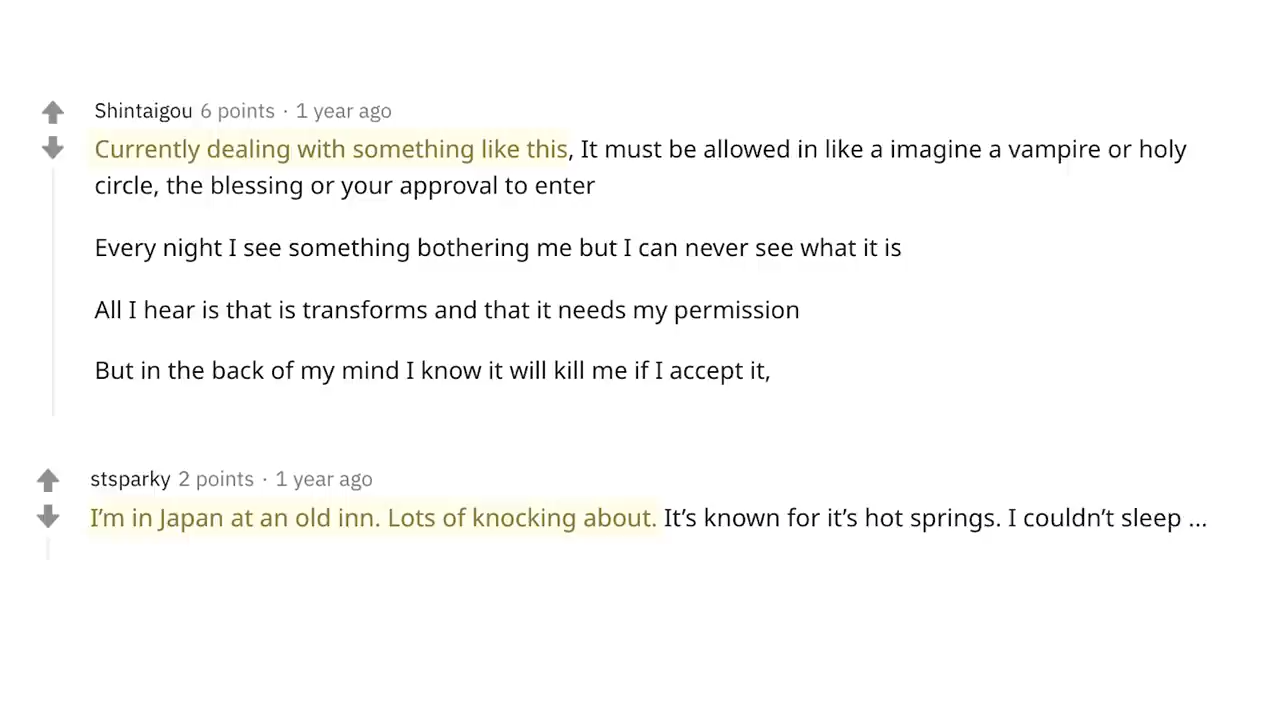 Shintaigou 6 points · 1 year ago
Currently dealing with something like this, It must be allowed in like a imagine a vampire or holy
circle, the blessing or your approval to enter
Every night I see something bothering me but I can never see what it is
All I hear is that is transforms and that it needs my permission
But in the back of my mind I know it will kill me if I accept it,
stsparky 2 points · 1 year ago
I’m in Japan at an old inn. Lots of knocking about. It’s known for it’s hot springs. I couldn’t sleep ...